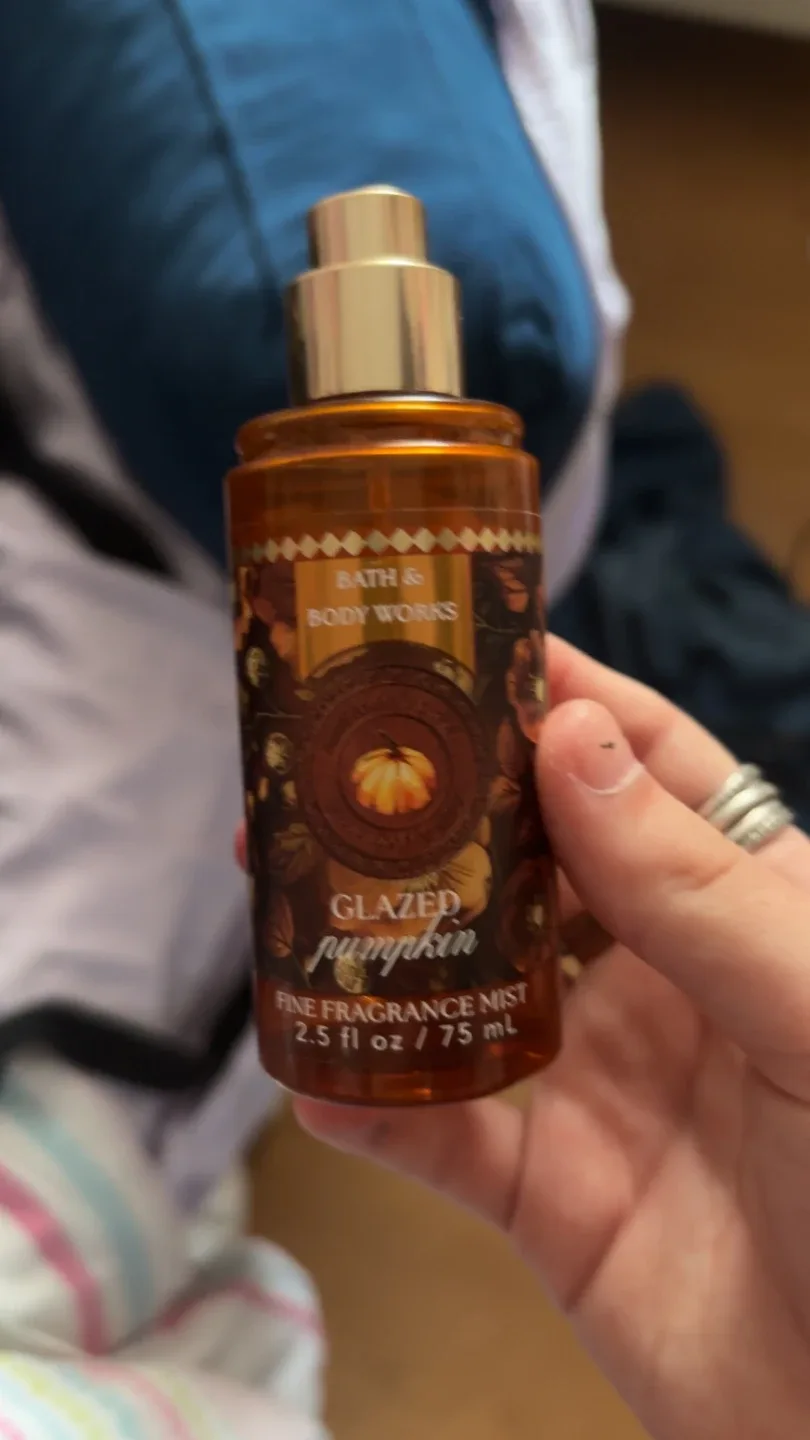 BATH &
BODY WORKS
GLAZED
pumpkin
FINE FRAGRANCE MIST
2.5 fl oz / 75 mL